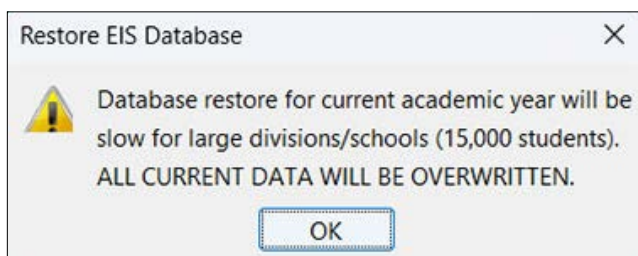 Restore EIS Database
Database restore for current academic year will be
slow for large divisions/schools (15,000 students).
ALL CURRENT DATA WILL BE OVERWRITTEN.
OK